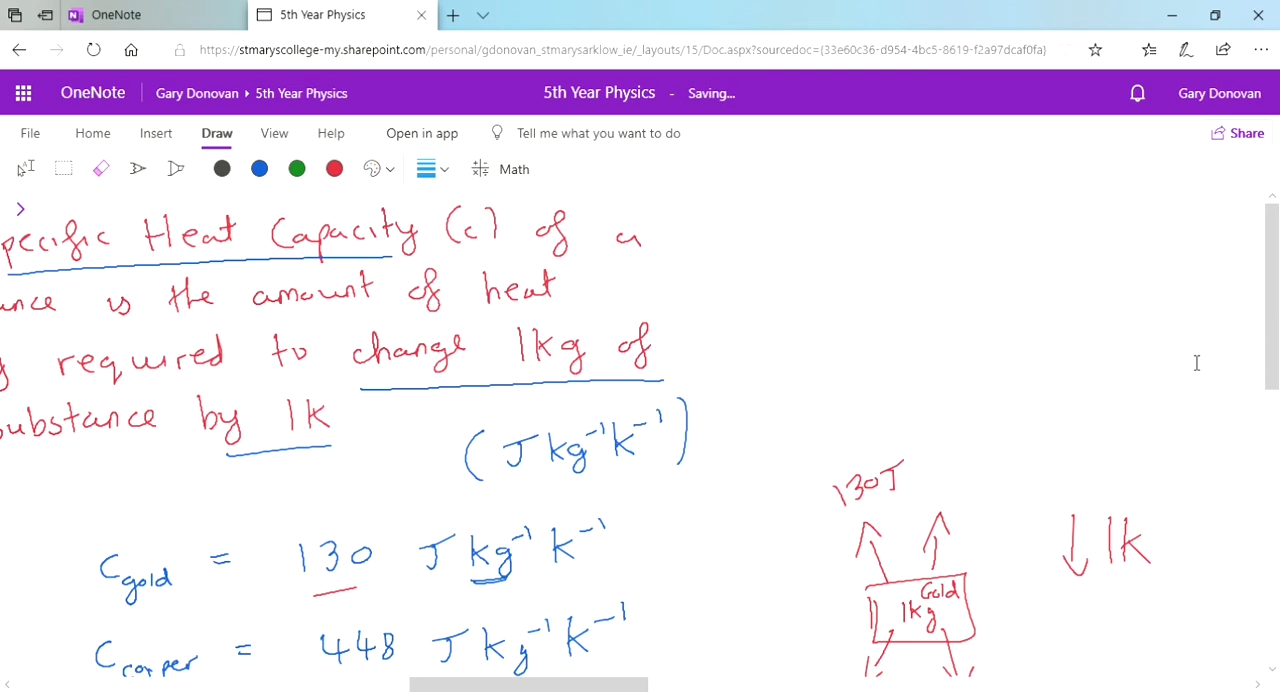 OneNote
5th Year Physics
https://stmaryscollege-my.sharepoint.com/personal/gdonovan_stmarysarklow_ie/_layouts/15/Doc.aspx?sourcedoc={33e60c36-d954-4bc5-8619-f2a97dcaf0fa}
OneNote
Gary Donovan ▸ 5th Year Physics
5th Year Physics - Saving...
Gary Donovan
File Home Insert Draw View Help Open in app Tell me what you want to do
Share
Math
pecific Heat Capacity (c) of a
ance is the amount of heat
y required to change 1kg of
substance by 1K
(J kg⁻¹ K⁻¹)
130J
C gold = 130 J kg⁻¹ K⁻¹
↓ 1K
Gold
1kg
C copper = 448 J kg⁻¹ K⁻¹